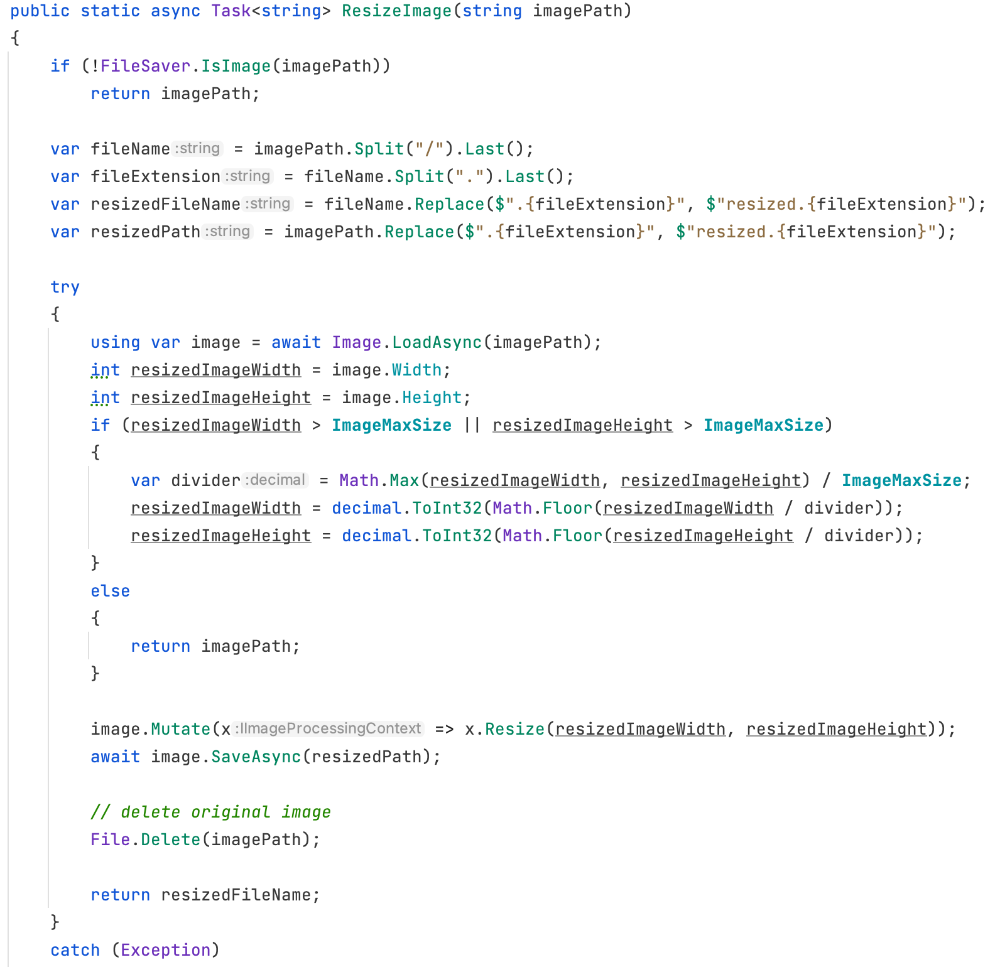 public static async Task<string> ResizeImage(string imagePath)
{
    if (!FileSaver.IsImage(imagePath))
        return imagePath;

    var fileName :string = imagePath.Split("/").Last();
    var fileExtension :string = fileName.Split(".").Last();
    var resizedFileName :string = fileName.Replace($".{fileExtension}", $"resized.{fileExtension}");
    var resizedPath :string = imagePath.Replace($".{fileExtension}", $"resized.{fileExtension}");

    try
    {
        using var image = await Image.LoadAsync(imagePath);
        int resizedImageWidth = image.Width;
        int resizedImageHeight = image.Height;
        if (resizedImageWidth > ImageMaxSize || resizedImageHeight > ImageMaxSize)
        {
            var divider :decimal = Math.Max(resizedImageWidth, resizedImageHeight) / ImageMaxSize;
            resizedImageWidth = decimal.ToInt32(Math.Floor(resizedImageWidth / divider));
            resizedImageHeight = decimal.ToInt32(Math.Floor(resizedImageHeight / divider));
        }
        else
        {
            return imagePath;
        }

        image.Mutate(x :IImageProcessingContext => x.Resize(resizedImageWidth, resizedImageHeight));
        await image.SaveAsync(resizedPath);

        // delete original image
        File.Delete(imagePath);

        return resizedFileName;
    }
    catch (Exception)